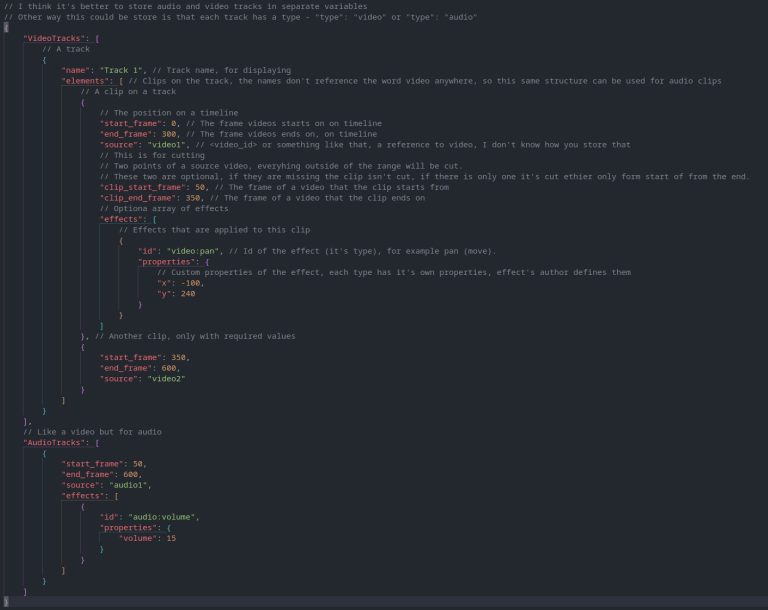 // I think it's better to store audio and video tracks in separate variables
// Other way this could be store is that each track has a type - "type": "video" or "type": "audio"
{
"VideoTracks": [
// A track
{
"name": "Track 1", // Track name, for displaying
"elements": [ // Clips on the track, the names don't reference the word video anywhere, so this same structure can be used for audio clips
// A clip on a track
{
// The position on a timeline
"start_frame": 0, // The frame videos starts on on timeline
"end_frame": 300, // The frame videos ends on, on timeline
"source": "video1", // <video_id> or something like that, a reference to video, I don't know how you store that
// This is for cutting
// Two points of a source video, everyhing outside of the range will be cut.
// These two are optional, if they are missing the clip isn't cut, if there is only one it's cut ethier only form start of from the end.
"clip_start_frame": 50, // The frame of a video that the clip starts from
"clip_end_frame": 350, // The frame of a video that the clip ends on
// Optiona array of effects
"effects": [
// Effects that are applied to this clip
{
"id": "video:pan", // Id of the effect (it's type), for example pan (move).
"properties": {
// Custom properties of the effect, each type has it's own properties, effect's author defines them
"x": -100,
"y": 240
}
}
]
}, // Another clip, only with required values
{
"start_frame": 350,
"end_frame": 600,
"source": "video2"
}
]
}
],
// Like a video but for audio
"AudioTracks": [
{
"start_frame": 50,
"end_frame": 600,
"source": "audio1",
"effects": [
{
"id": "audio:volume",
"properties": {
"volume": 15
}
}
]
}
]
}